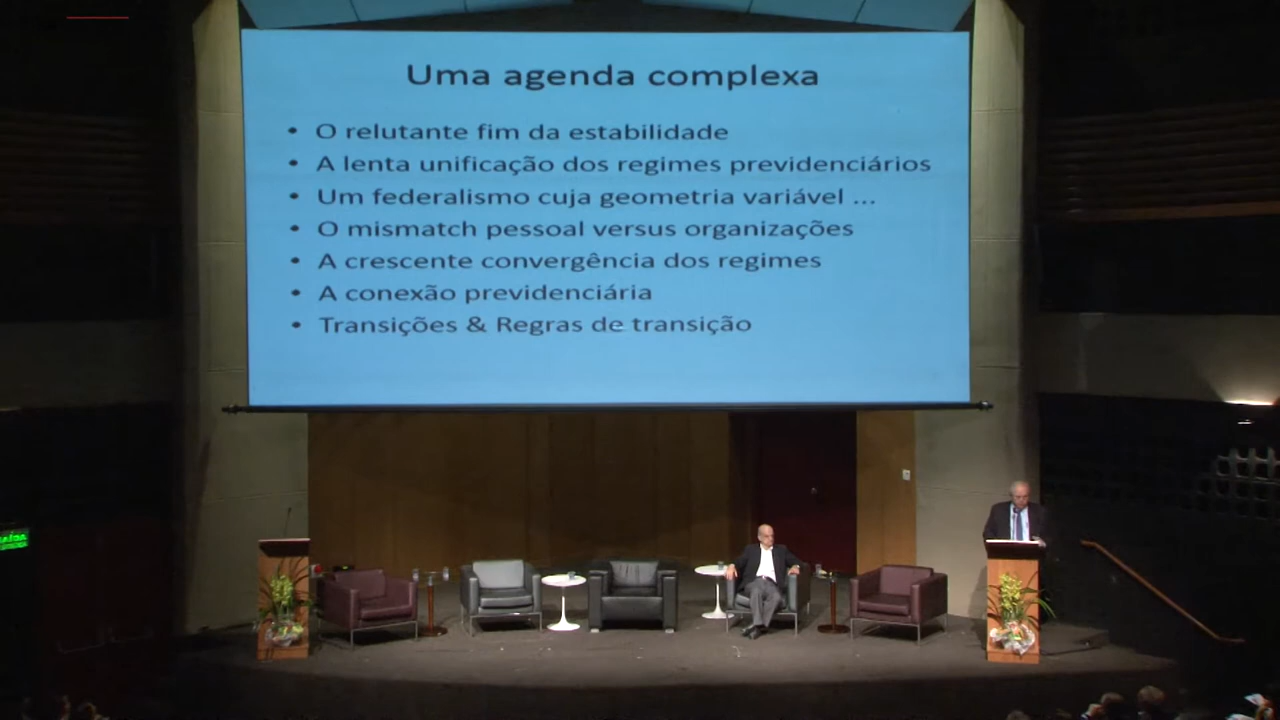 Uma agenda complexa
• O relutante fim da estabilidade
• A lenta unificação dos regimes previdenciários
• Um federalismo cuja geometria variável ...
• O mismatch pessoal versus organizações
• A crescente convergência dos regimes
• A conexão previdenciária
• Transições & Regras de transição